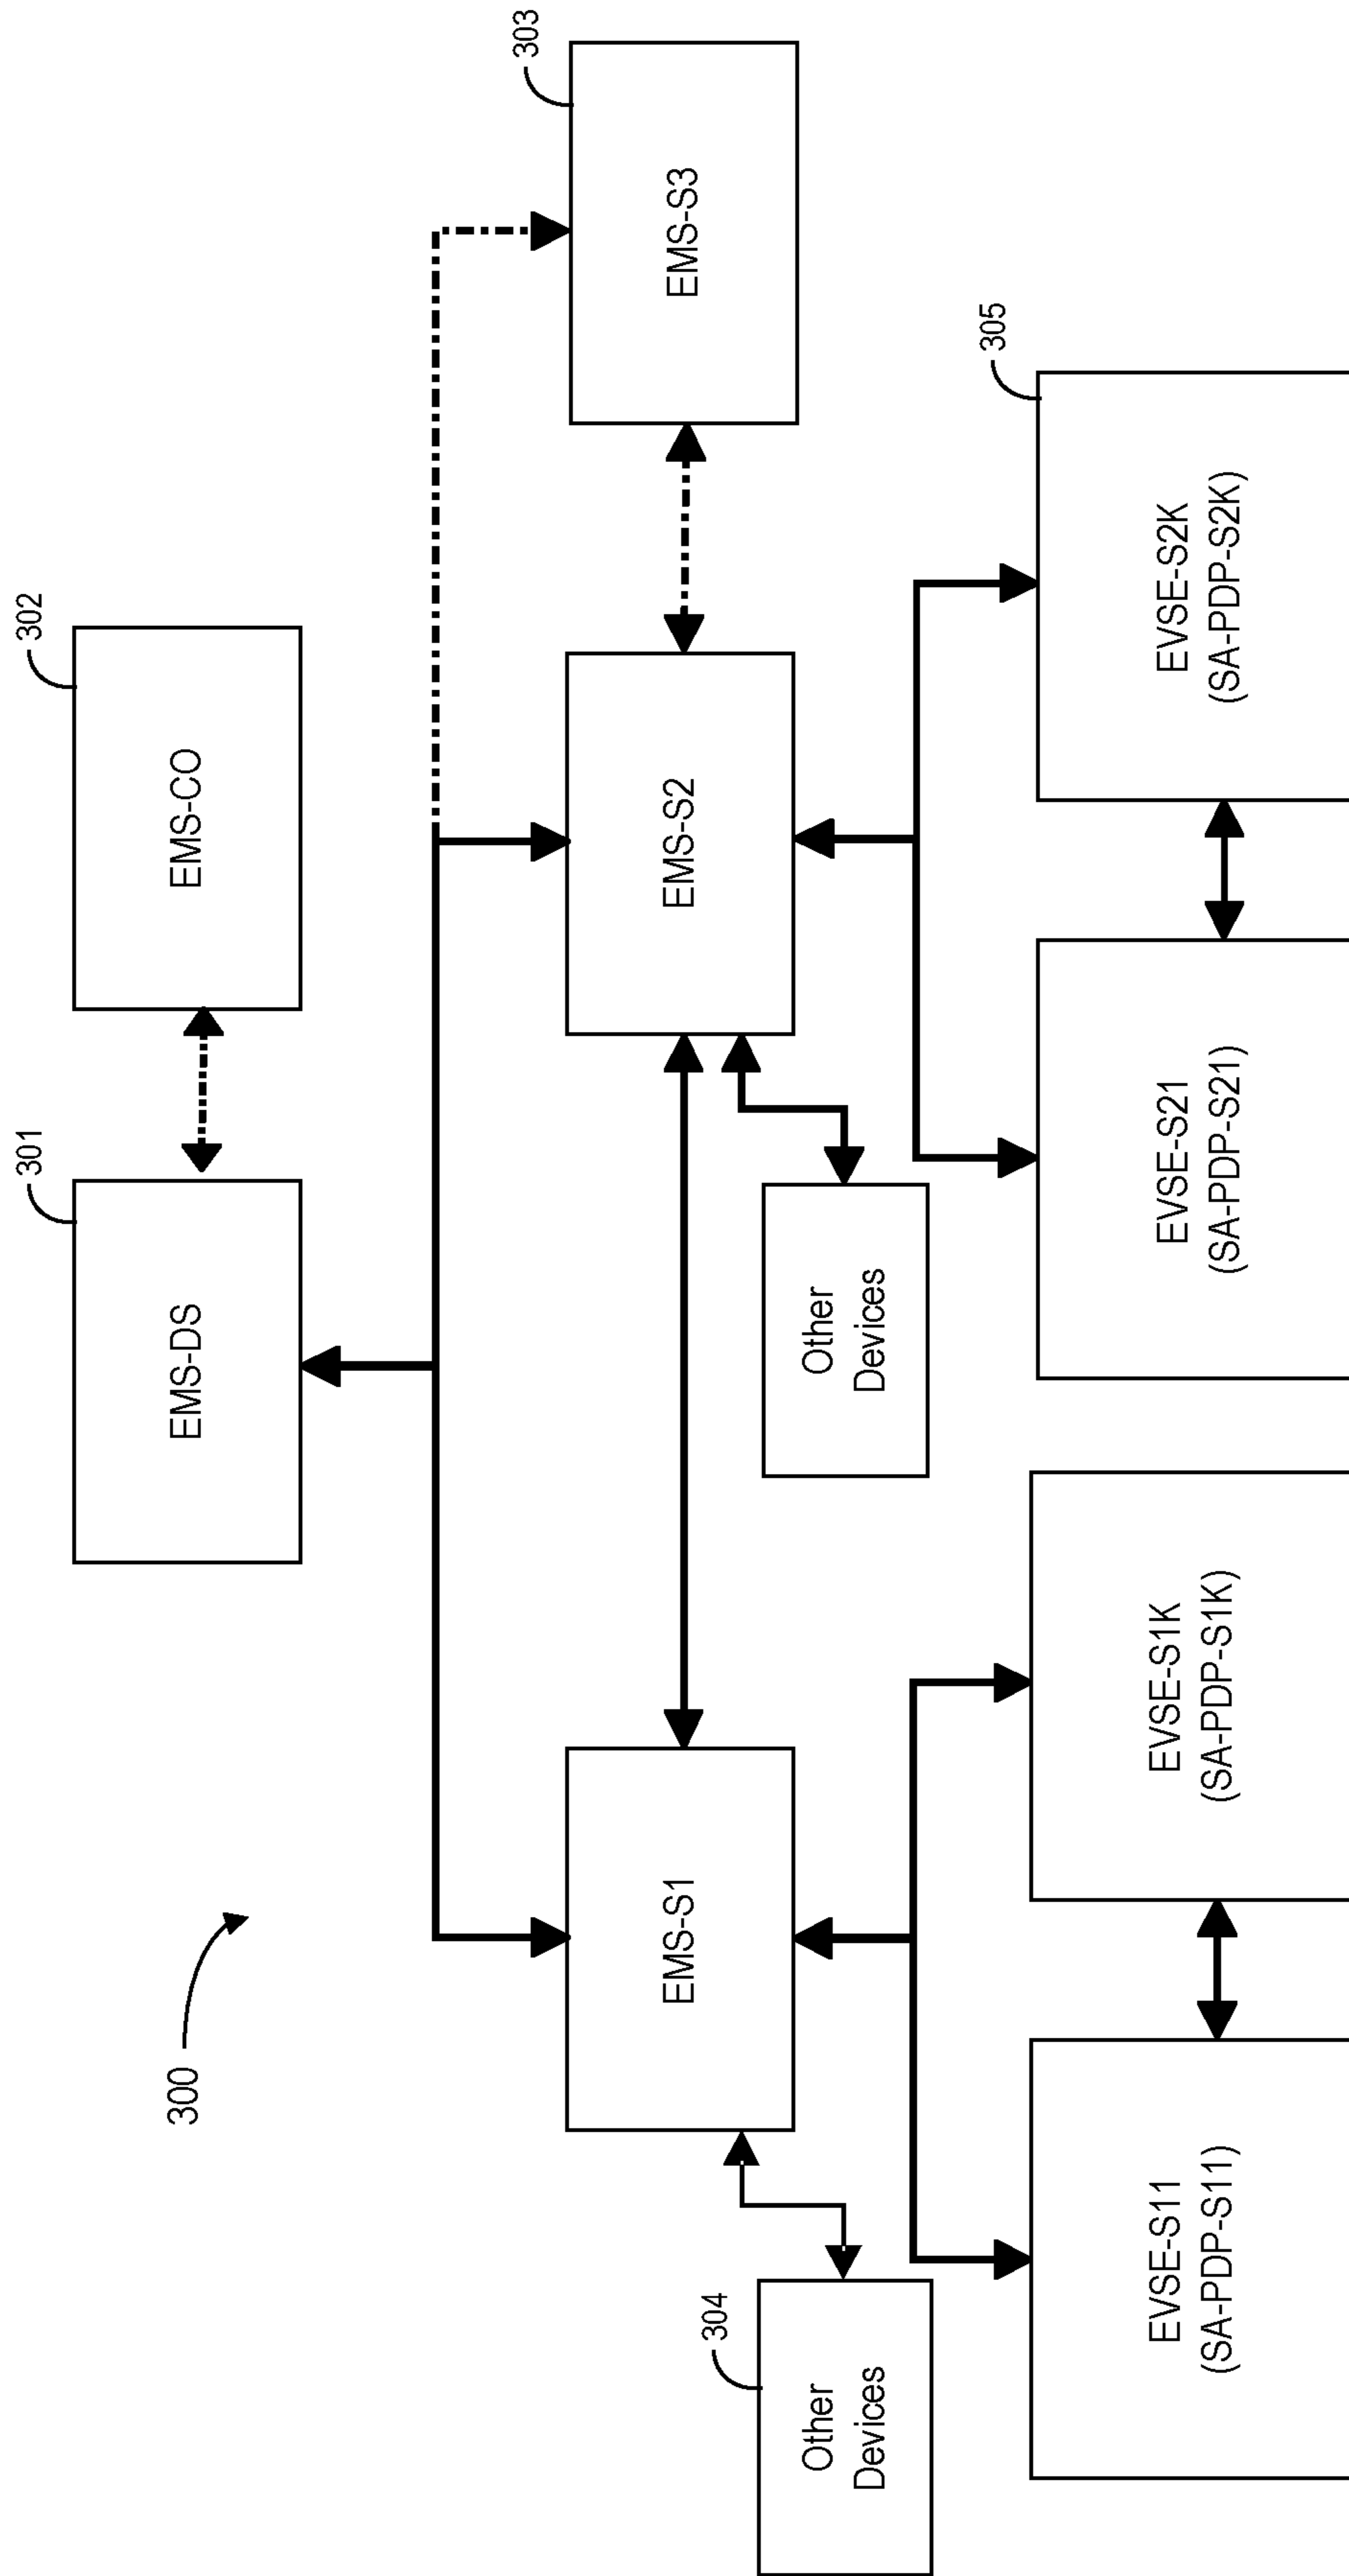 300
301
302
EMS-DS
EMS-CO
303
EMS-S1
EMS-S2
EMS-S3
304
Other
Devices
Other
Devices
305
EVSE-S11
(SA-PDP-S11)
EVSE-S1K
(SA-PDP-S1K)
EVSE-S21
(SA-PDP-S21)
EVSE-S2K
(SA-PDP-S2K)